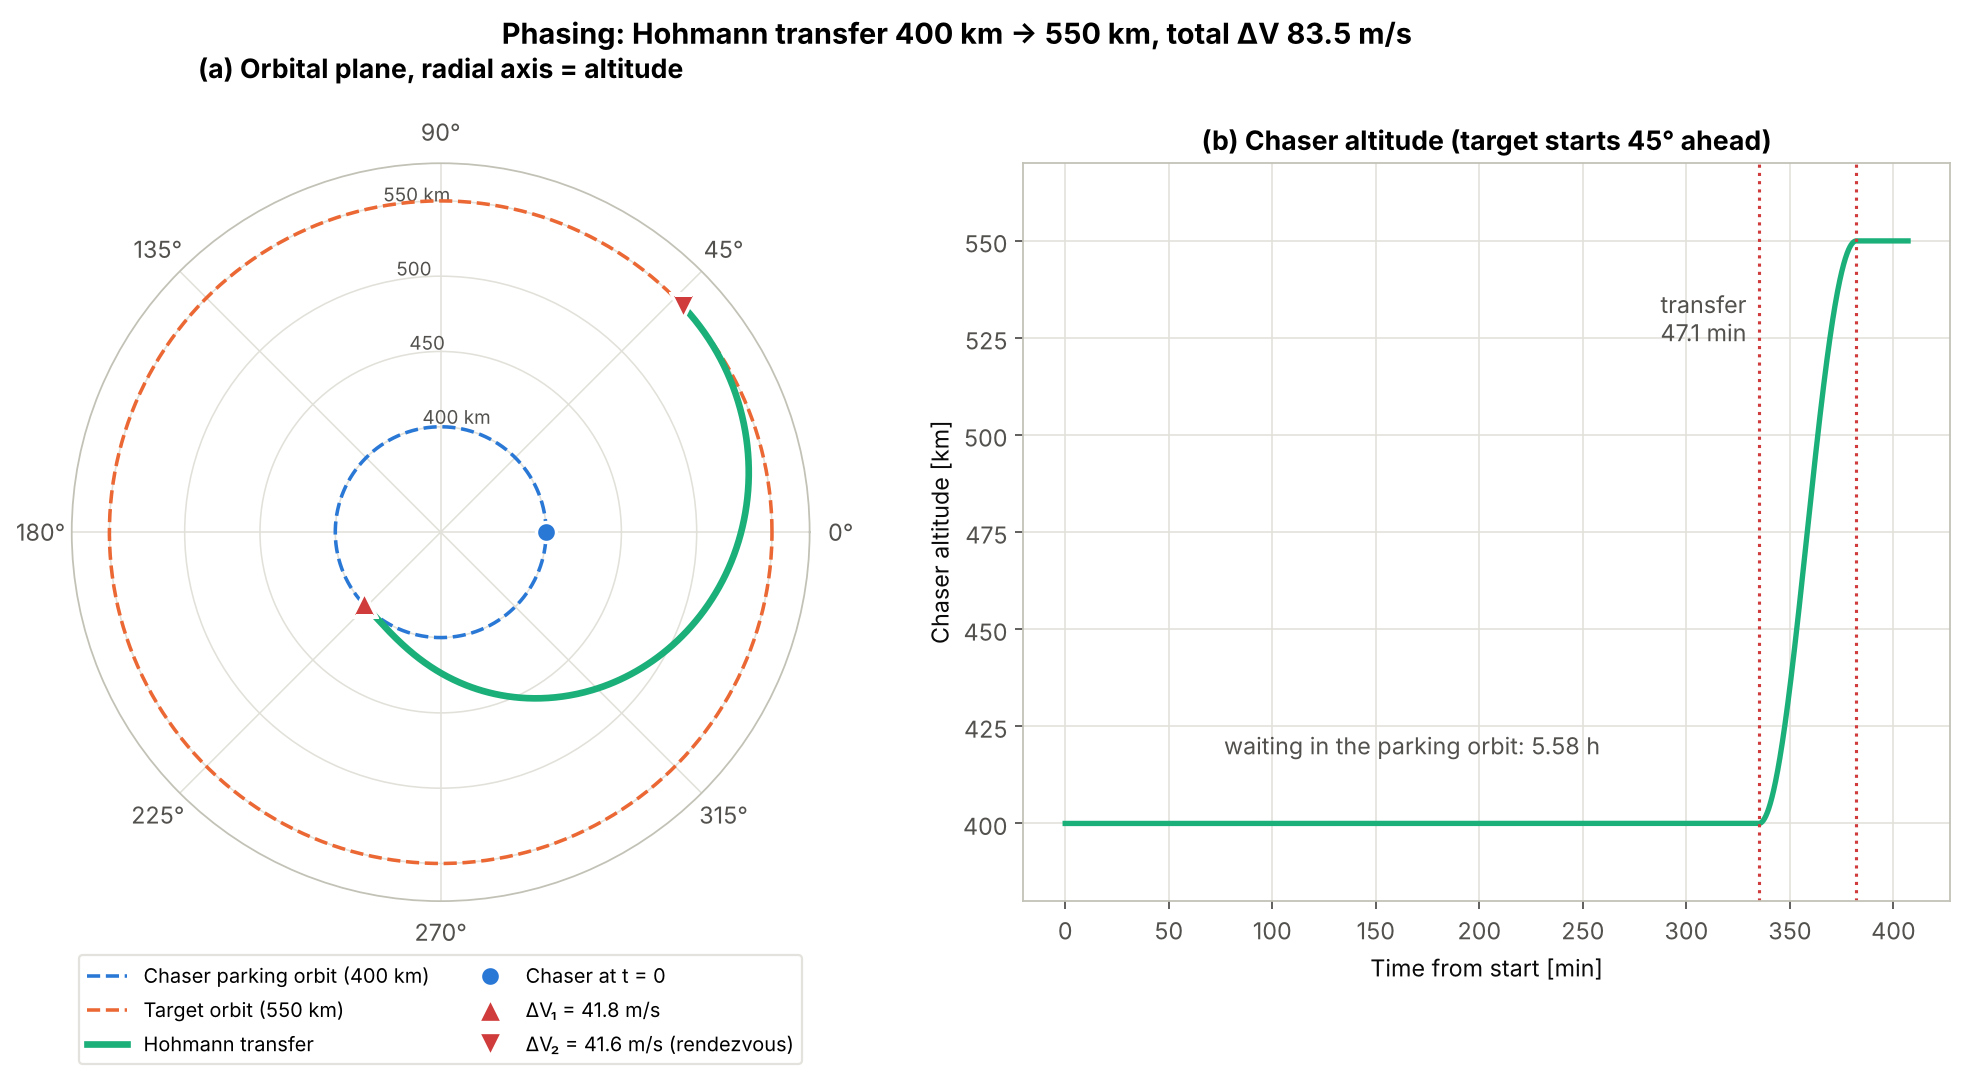 Phasing: Hohmann transfer 400 km → 550 km, total ΔV 83.5 m/s
(a) Orbital plane, radial axis = altitude
90°
550 km
135°
45°
500
450
400 km
180°
0°
225°
315°
270°
Chaser parking orbit (400 km)
Target orbit (550 km)
Hohmann transfer
Chaser at t = 0
ΔV₁ = 41.8 m/s
ΔV₂ = 41.6 m/s (rendezvous)
(b) Chaser altitude (target starts 45° ahead)
Chaser altitude [km]
550
525
500
475
450
425
400
transfer
47.1 min
waiting in the parking orbit: 5.58 h
0 50 100 150 200 250 300 350 400
Time from start [min]